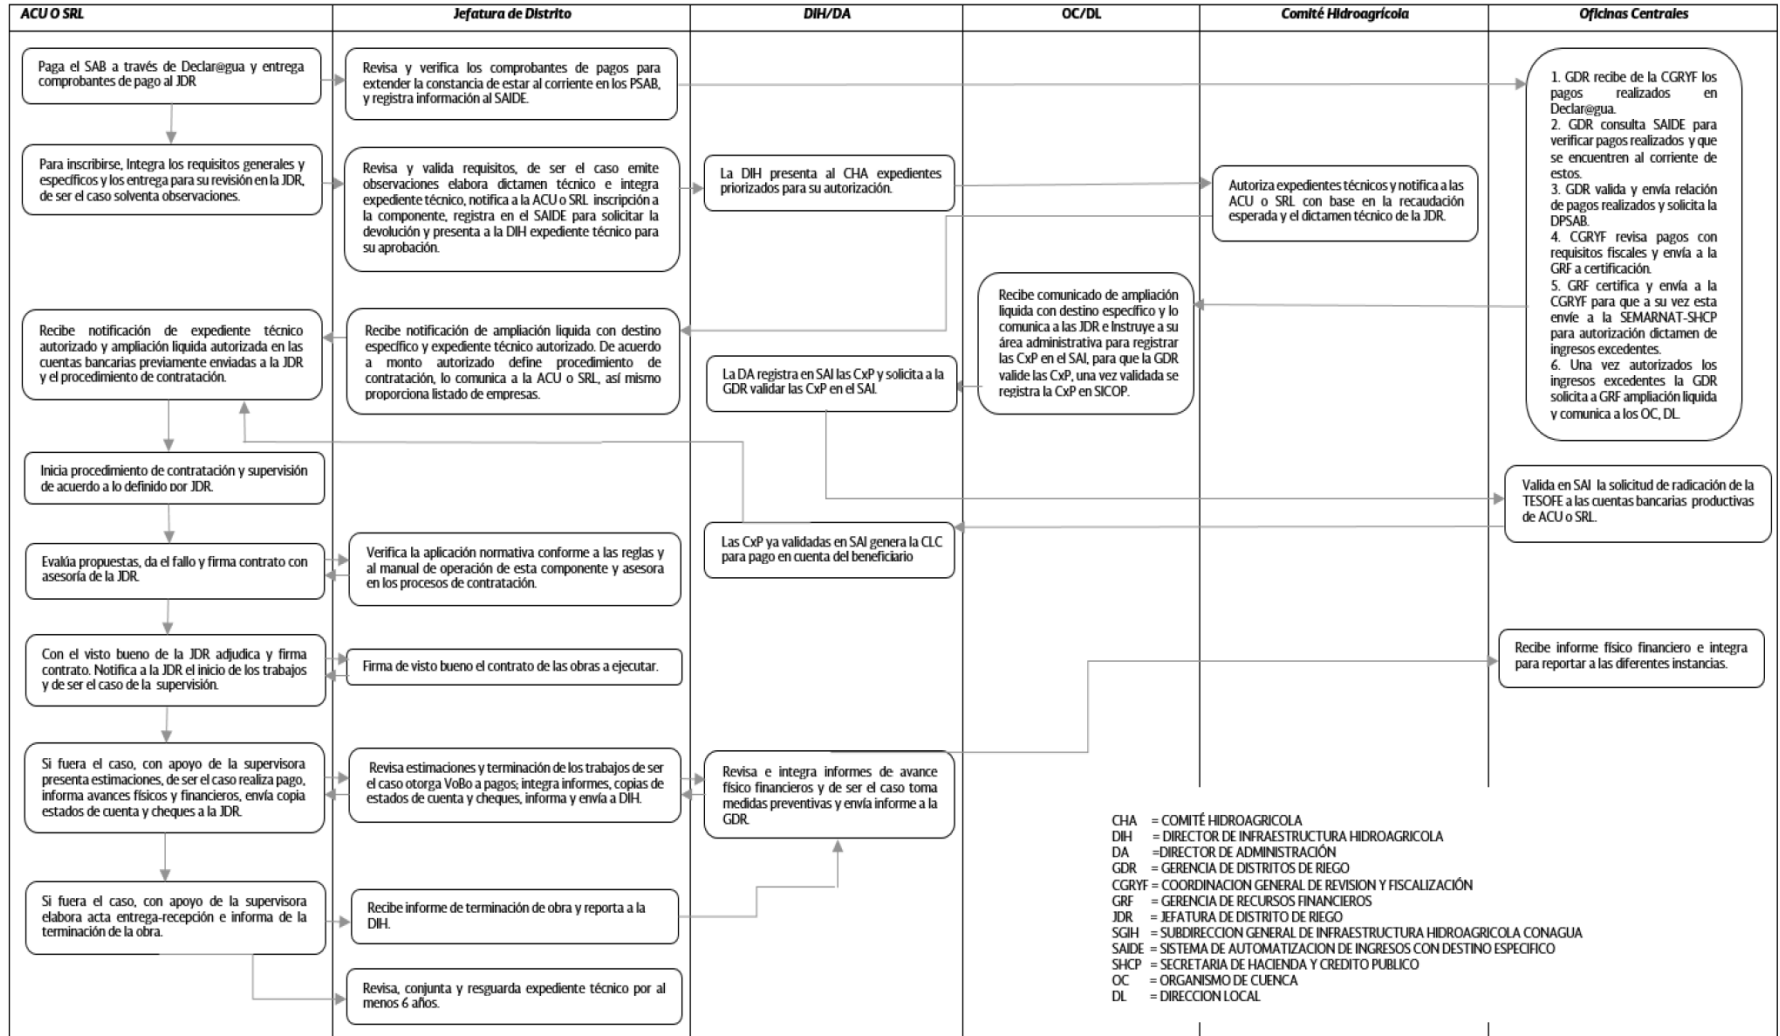 ACU O SRL
Jefatura de Distrito
DIH/DA
OC/DL
Comité Hidroagrícola
Oficinas Centrales
Paga el SAB a través de Declar@gua y entrega
comprobantes de pago al JDR
Revisa y verifica los comprobantes de pagos para
extender la constancia de estar al corriente en los PSAB,
y registra información al SAIDE.
1. GDR recibe de la CGRYF los
pagos realizados en
Declar@gua.
2. GDR consulta SAIDE para
verificar pagos realizados y que
se encuentren al corriente de
estos.
3. GDR valida y envía relación
de pagos realizados y solicita la
DPSAB.
4. CGRYF revisa pagos con
requisitos fiscales y envía a la
GRF a certificación.
5. GRF certifica y envía a la
CGRYF para que a su vez esta
envíe a la SEMARNAT-SHCP
para autorización dictamen de
ingresos excedentes.
6. Una vez autorizados los
ingresos excedentes la GDR
solicita a GRF ampliación liquida
y comunica a los OC, DL.
Para inscribirse, Integra los requisitos generales y
específicos y los entrega para su revisión en la JDR,
de ser el caso solventa observaciones.
Revisa y valida requisitos, de ser el caso emite
observaciones elabora dictamen técnico e integra
expediente técnico, notifica a la ACU o SRL inscripción a
la componente, registra en el SAIDE para solicitar la
devolución y presenta a la DIH expediente técnico para
su aprobación.
La DIH presenta al CHA expedientes
priorizados para su autorización.
Autoriza expedientes técnicos y notifica a las
ACU o SRL con base en la recaudación
esperada y el dictamen técnico de la JDR.
Recibe comunicado de ampliación
liquida con destino específico y lo
comunica a las JDR e Instruye a su
área administrativa para registrar
las CxP en el SAI, para que la GDR
valide las CxP, una vez validada se
registra la CxP en SICOP.
Recibe notificación de expediente técnico
autorizado y ampliación liquida autorizada en las
cuentas bancarias previamente enviadas a la JDR
y el procedimiento de contratación.
Recibe notificación de ampliación liquida con destino
específico y expediente técnico autorizado. De acuerdo
a monto autorizado define procedimiento de
contratación, lo comunica a la ACU o SRL, así mismo
proporciona listado de empresas.
La DA registra en SAI las CxP y solicita a la
GDR validar las CxP en el SAI.
Inicia procedimiento de contratación y supervisión
de acuerdo a lo definido por JDR.
Valida en SAI la solicitud de radicación de la
TESOFE a las cuentas bancarias productivas
de ACU o SRL.
Evalúa propuestas, da el fallo y firma contrato con
asesoría de la JDR.
Verifica la aplicación normativa conforme a las reglas y
al manual de operación de esta componente y asesora
en los procesos de contratación.
Las CxP ya validadas en SAI genera la CLC
para pago en cuenta del beneficiario
Con el visto bueno de la JDR adjudica y firma
contrato. Notifica a la JDR el inicio de los trabajos
y de ser el caso de la supervisión.
Firma de visto bueno el contrato de las obras a ejecutar.
Recibe informe físico financiero e integra
para reportar a las diferentes instancias.
Si fuera el caso, con apoyo de la supervisora
presenta estimaciones, de ser el caso realiza pago,
informa avances físicos y financieros, envía copia
estados de cuenta y cheques a la JDR.
Revisa estimaciones y terminación de los trabajos de ser
el caso otorga VoBo a pagos; integra informes, copias de
estados de cuenta y cheques, informa y envía a DIH.
Revisa e integra informes de avance
físico financieros y de ser el caso toma
medidas preventivas y envía informe a la
GDR.
Si fuera el caso, con apoyo de la supervisora
elabora acta entrega-recepción e informa de la
terminación de la obra.
Recibe informe de terminación de obra y reporta a la
DIH.
Revisa, conjunta y resguarda expediente técnico por al
menos 6 años.
CHA = COMITÉ HIDROAGRICOLA
DIH = DIRECTOR DE INFRAESTRUCTURA HIDROAGRICOLA
DA =DIRECTOR DE ADMINISTRACIÓN
GDR = GERENCIA DE DISTRITOS DE RIEGO
CGRYF = COORDINACION GENERAL DE REVISION Y FISCALIZACIÓN
GRF = GERENCIA DE RECURSOS FINANCIEROS
JDR = JEFATURA DE DISTRITO DE RIEGO
SGIH = SUBDIRECCION GENERAL DE INFRAESTRUCTURA HIDROAGRICOLA CONAGUA
SAIDE = SISTEMA DE AUTOMATIZACION DE INGRESOS CON DESTINO ESPECIFICO
SHCP = SECRETARIA DE HACIENDA Y CREDITO PUBLICO
OC = ORGANISMO DE CUENCA
DL = DIRECCION LOCAL